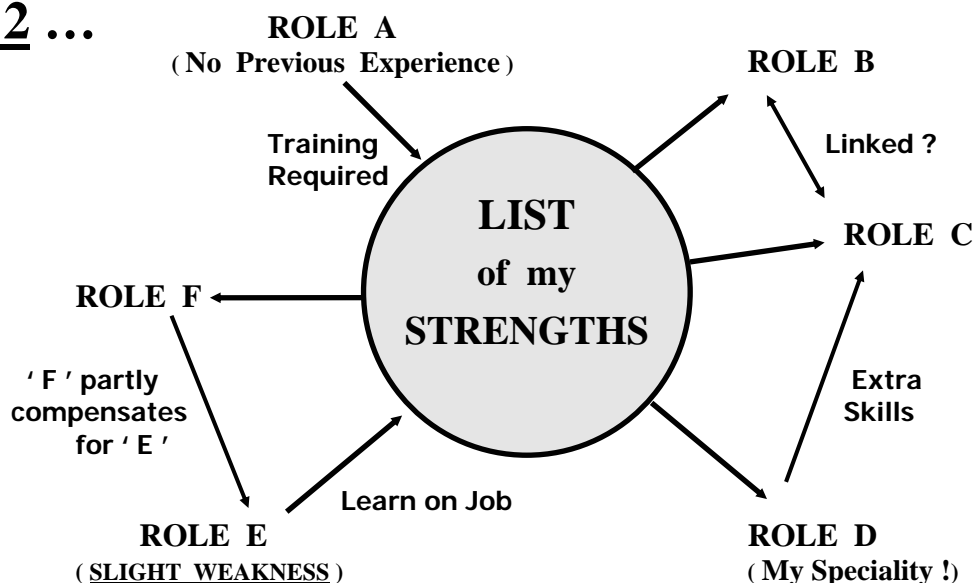 2 ...
ROLE A
( No Previous Experience )
Training
Required
ROLE B
Linked ?
ROLE C
LIST
of my
STRENGTHS
ROLE F
' F ' partly
compensates
for ' E '
Extra
Skills
Learn on Job
ROLE E
( SLIGHT WEAKNESS )
ROLE D
( My Speciality ! )